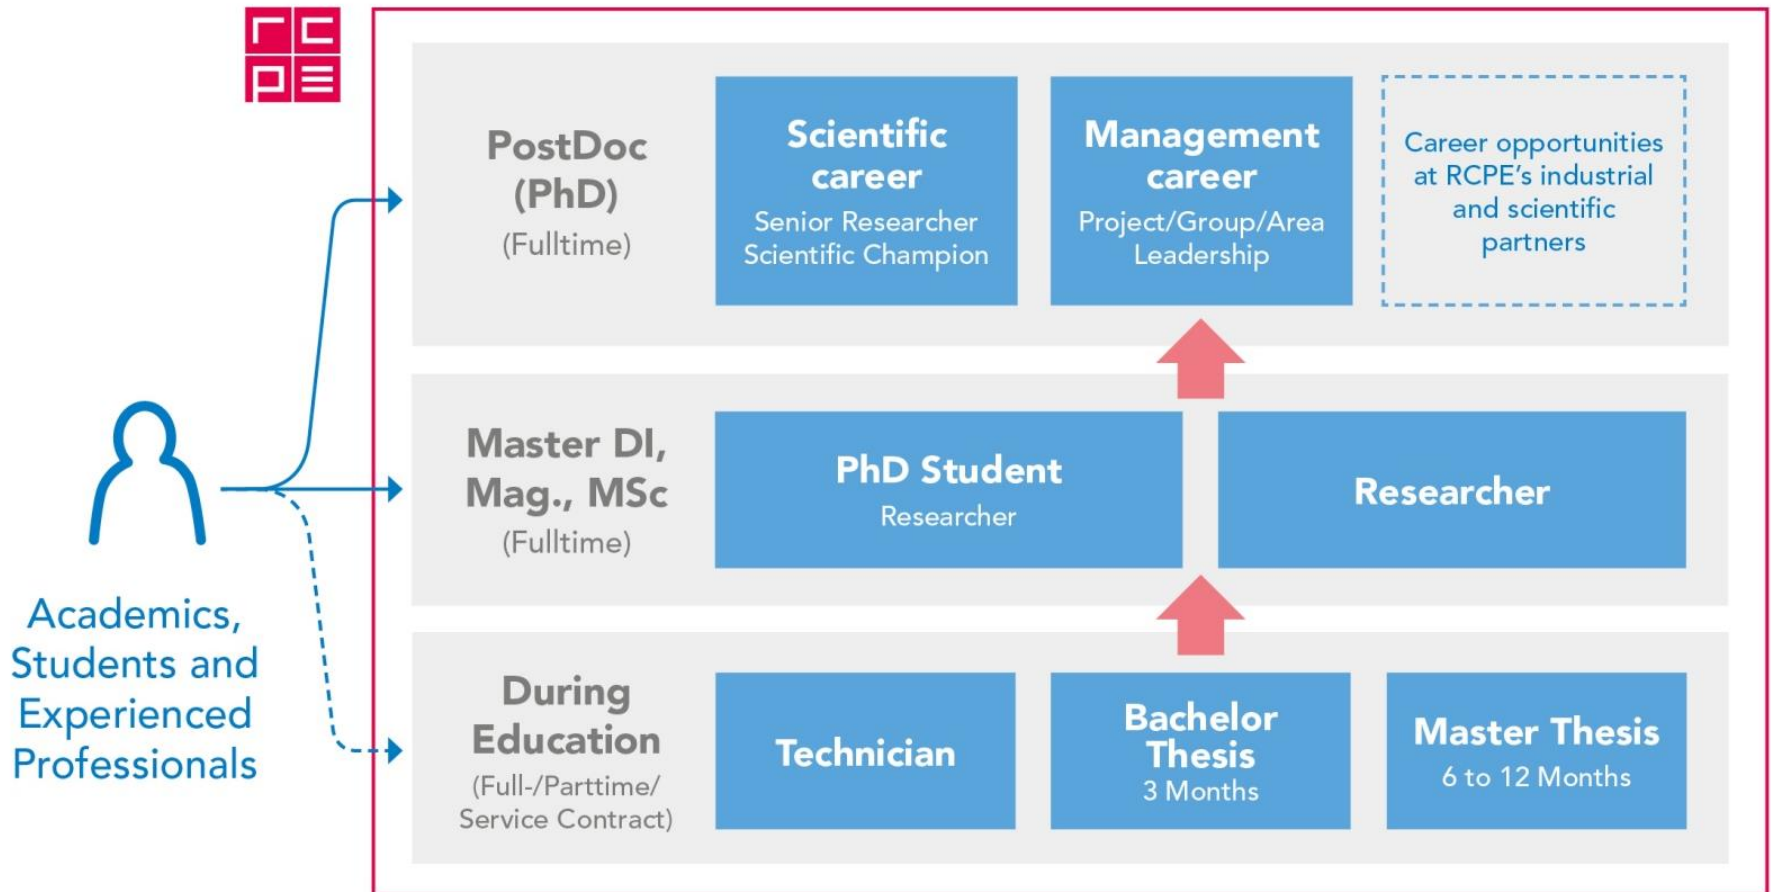 rc
pe
PostDoc
(PhD)
(Fulltime)
Scientific
career
Senior Researcher
Scientific Champion
Management
career
Project/Group/Area
Leadership
Career opportunities
at RCPE's industrial
and scientific
partners
Master DI,
Mag., MSc
(Fulltime)
PhD Student
Researcher
Researcher
Academics,
Students and
Experienced
Professionals
During
Education
(Full-/Parttime/
Service Contract)
Technician
Bachelor
Thesis
3 Months
Master Thesis
6 to 12 Months